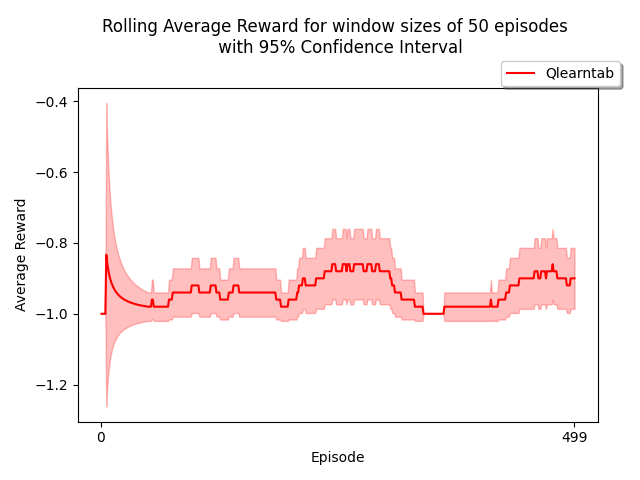 Rolling Average Reward for window sizes of 50 episodes
with 95% Confidence Interval
Qlearntab
−0.4
−0.6
−0.8
−1.0
−1.2
Average Reward
0
499
Episode